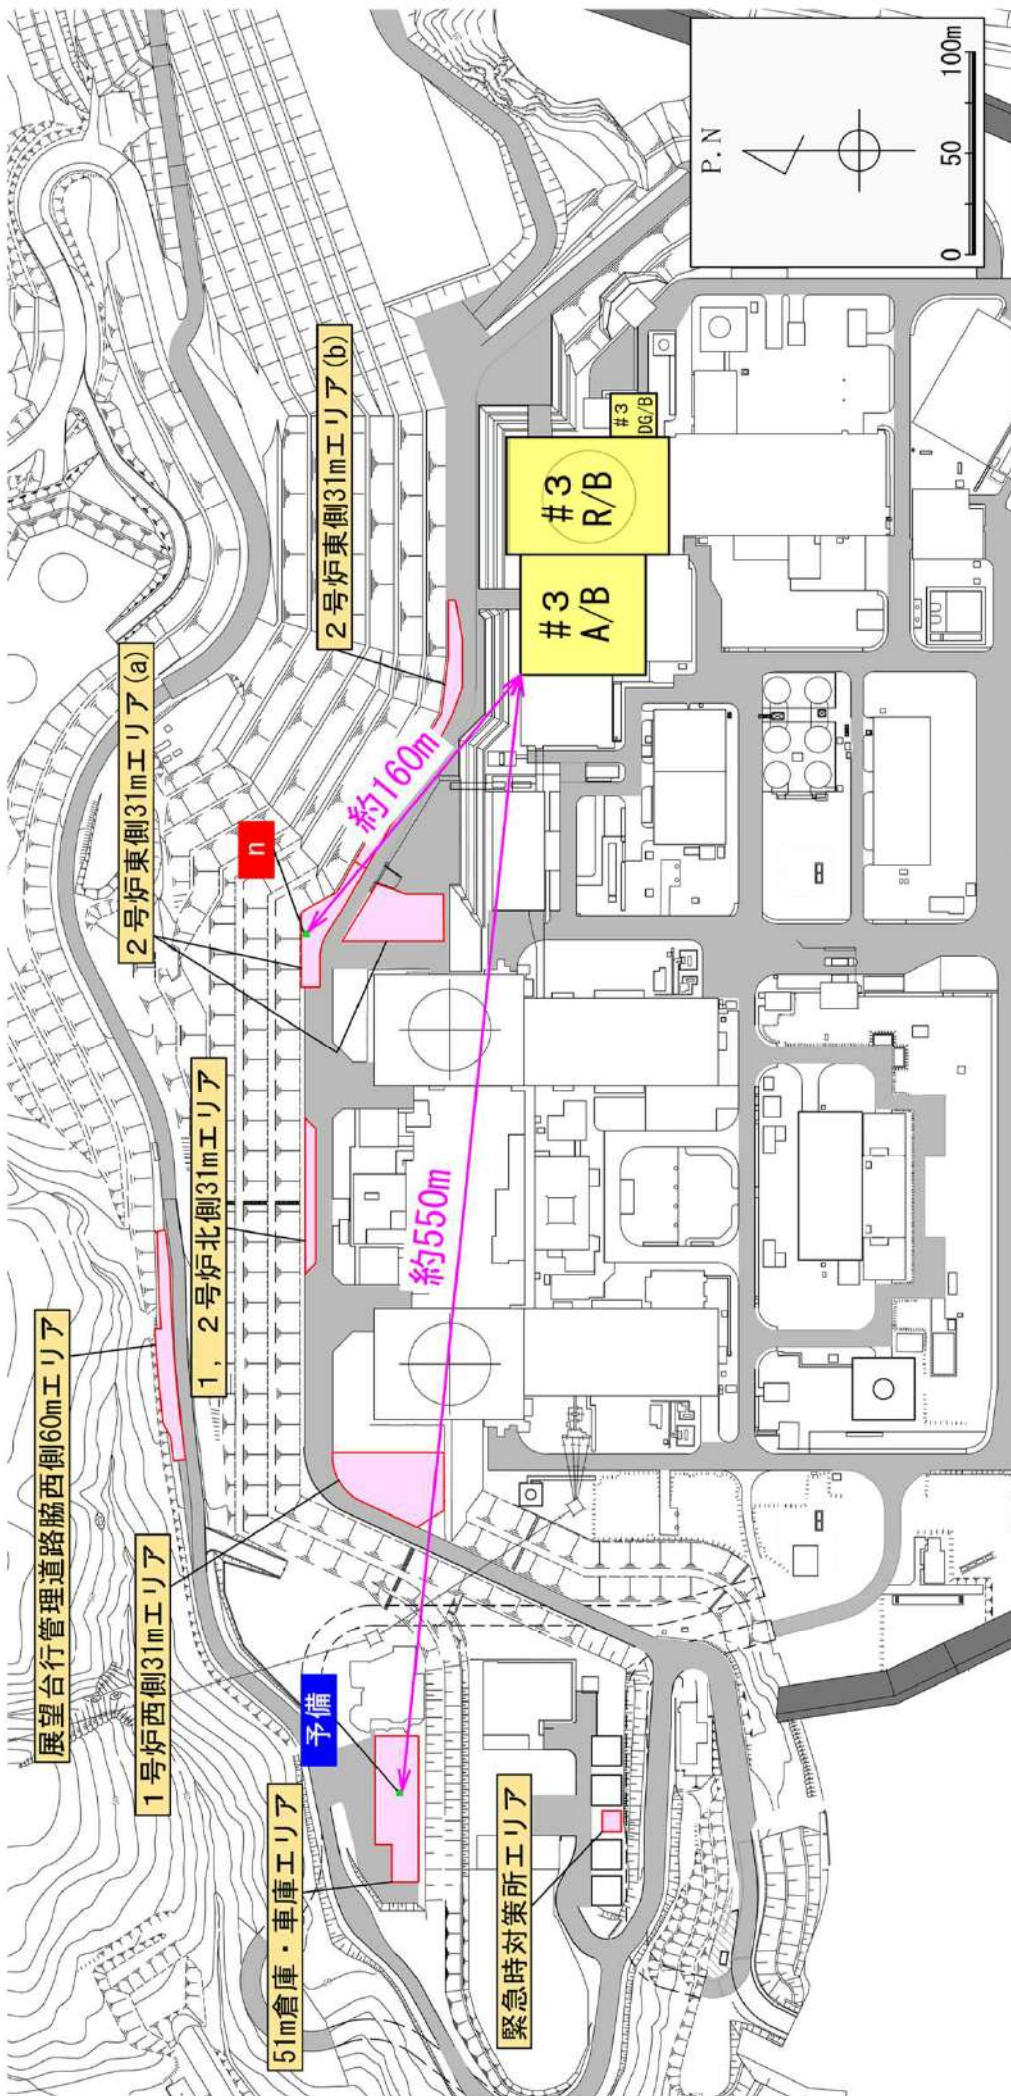 展望台行管理道路脇西側60mエリア
1号炉西側31mエリア
51m倉庫・車庫エリア
予備
緊急時対策所エリア
1，2号炉北側31mエリア
2号炉東側31mエリア(a)
2号炉東側31mエリア(b)
n
約160m
約550m
#3
A/B
#3
R/B
#3
DG/B
P.N
0 50 100m